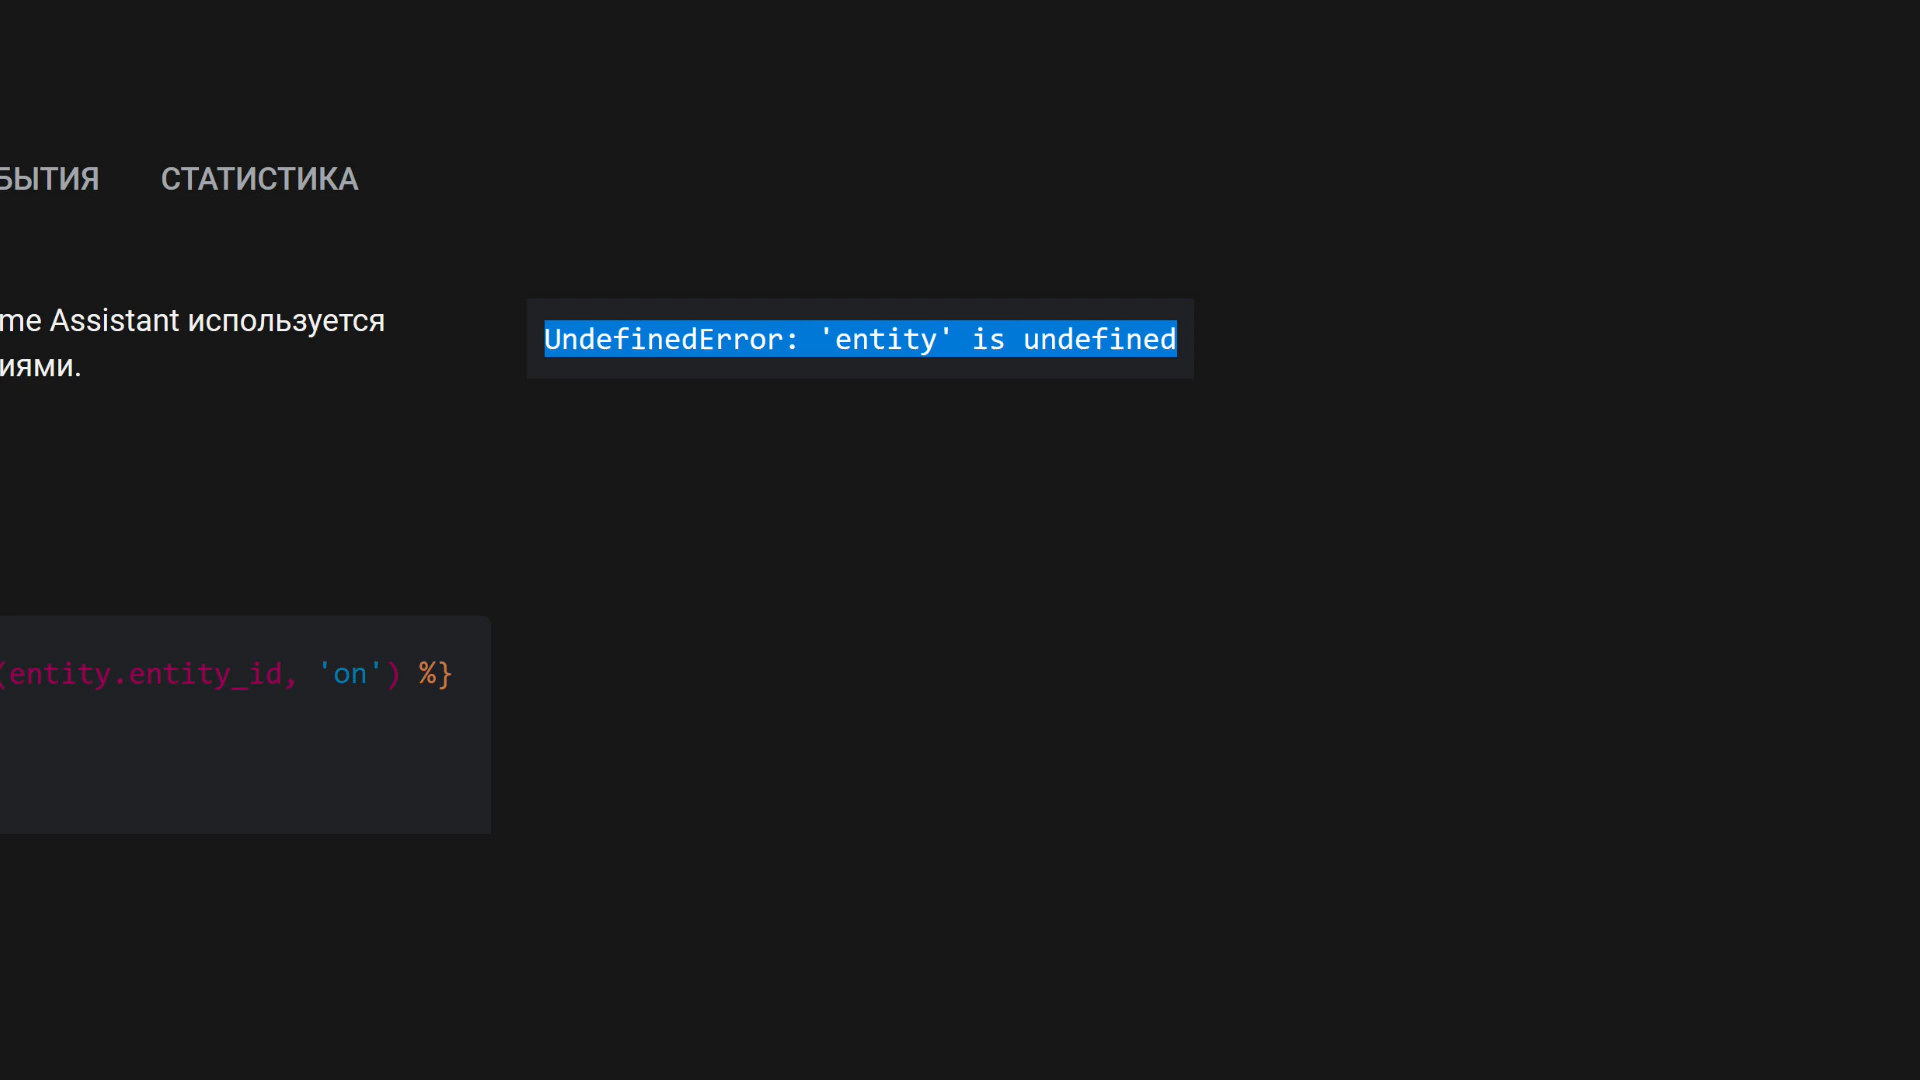 БЫТИЯ СТАТИСТИКА
me Assistant используется
иями.
UndefinedError: 'entity' is undefined
(entity.entity_id, 'on') %}